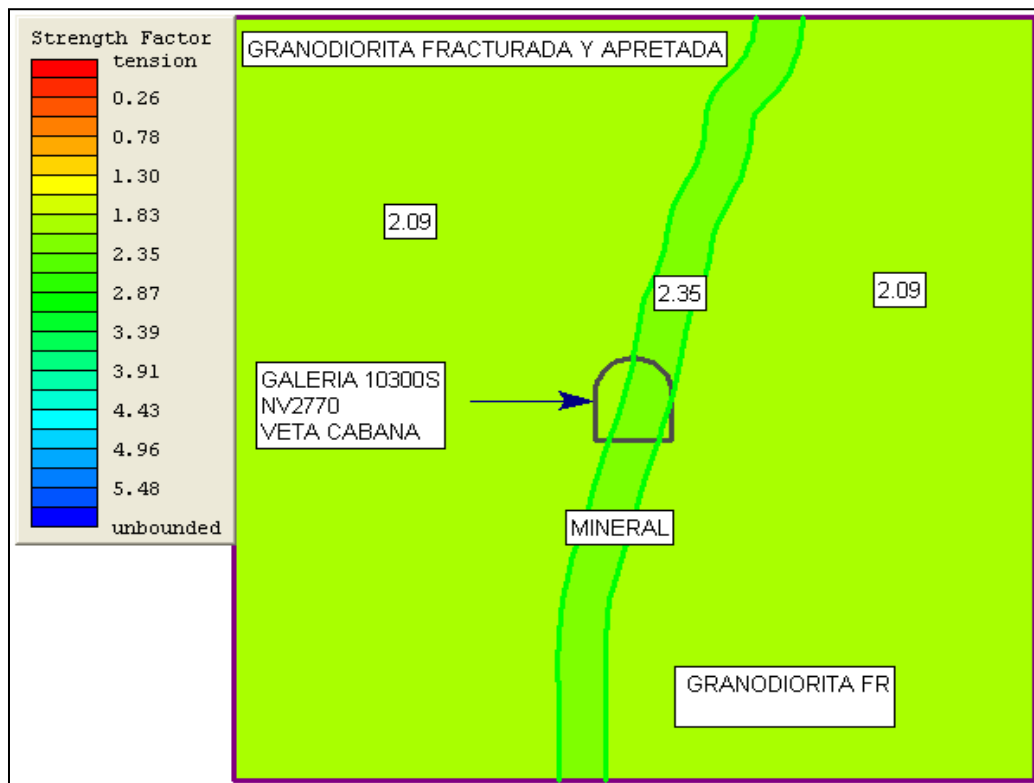 Strength Factor
tension
0.26
0.78
1.30
1.83
2.35
2.87
3.39
3.91
4.43
4.96
5.48
unbounded
GRANODIORITA FRACTURADA Y APRETADA
2.09
2.35
2.09
GALERIA 10300S
NV2770
VETA CABANA
MINERAL
GRANODIORITA FR